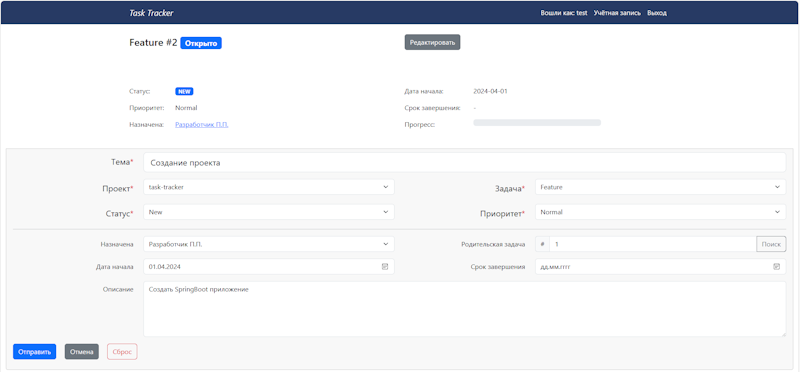 Task Tracker Вошли как: test Учётная запись Выход
Feature #2 Открыто Редактировать
Статус: NEW Дата начала: 2024-04-01
Приоритет: Normal Срок завершения: -
Назначена: Разработчик П.П. Прогресс:
Тема* Создание проекта
Проект* task-tracker Задача* Feature
Статус* New Приоритет* Normal
Назначена Разработчик П.П. Родительская задача # 1 Поиск
Дата начала 01.04.2024 Срок завершения дд.мм.гггг
Описание Создать SpringBoot приложение
Отправить Отмена Сброс